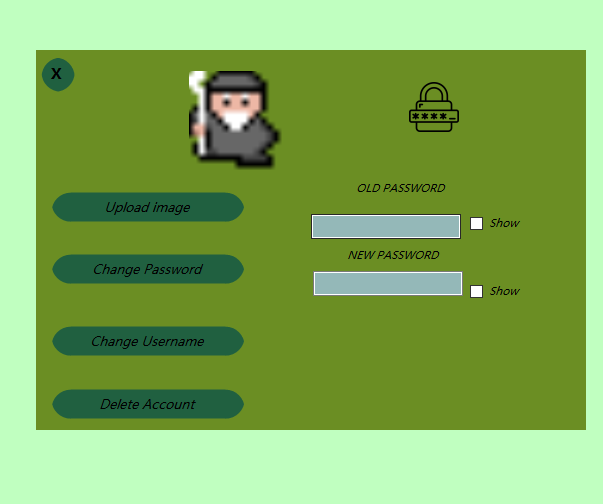 X
****_
Upload image
Change Password
Change Username
Delete Account
OLD PASSWORD
Show
NEW PASSWORD
Show